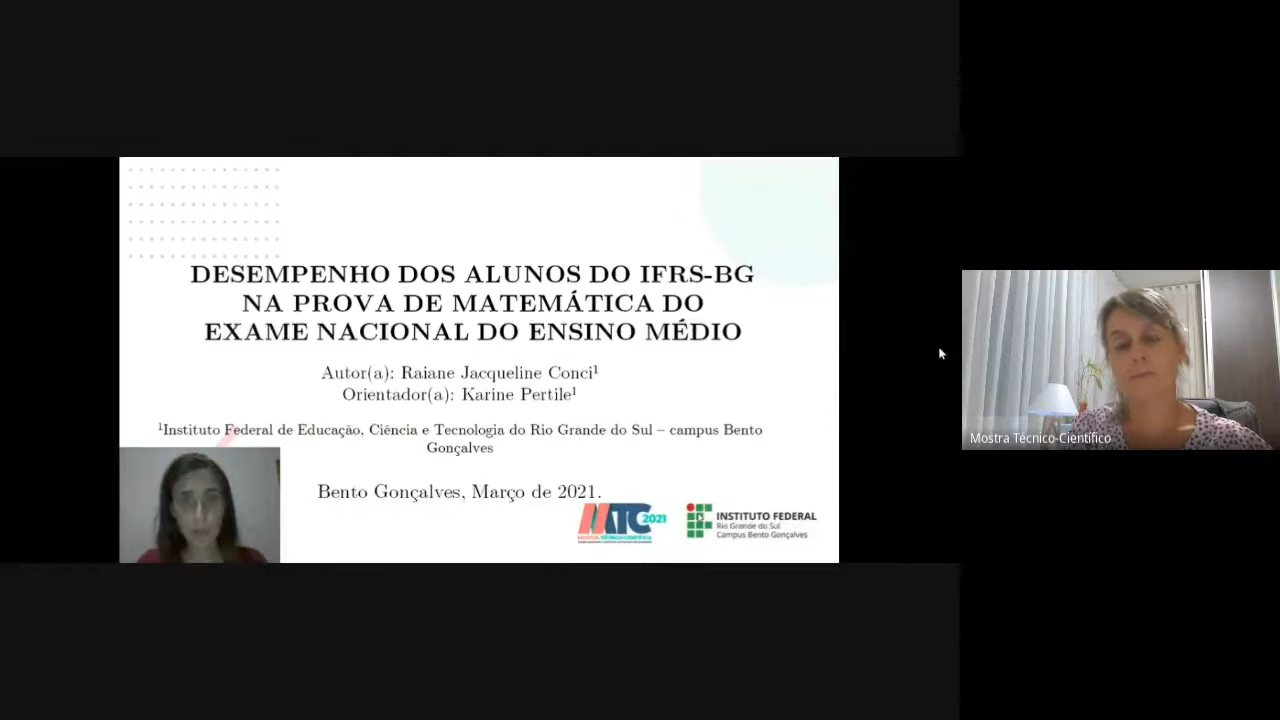 DESEMPENHO DOS ALUNOS DO IFRS-BG
NA PROVA DE MATEMÁTICA DO
EXAME NACIONAL DO ENSINO MÉDIO
Autor(a): Raiane Jacqueline Conci¹
Orientador(a): Karine Pertile¹
¹Instituto Federal de Educação, Ciência e Tecnologia do Rio Grande do Sul – campus Bento
Gonçalves
Bento Gonçalves, Março de 2021.
MTC 2021
INSTITUTO FEDERAL
Rio Grande do Sul
Campus Bento Gonçalves
Mostra Técnico-Científico